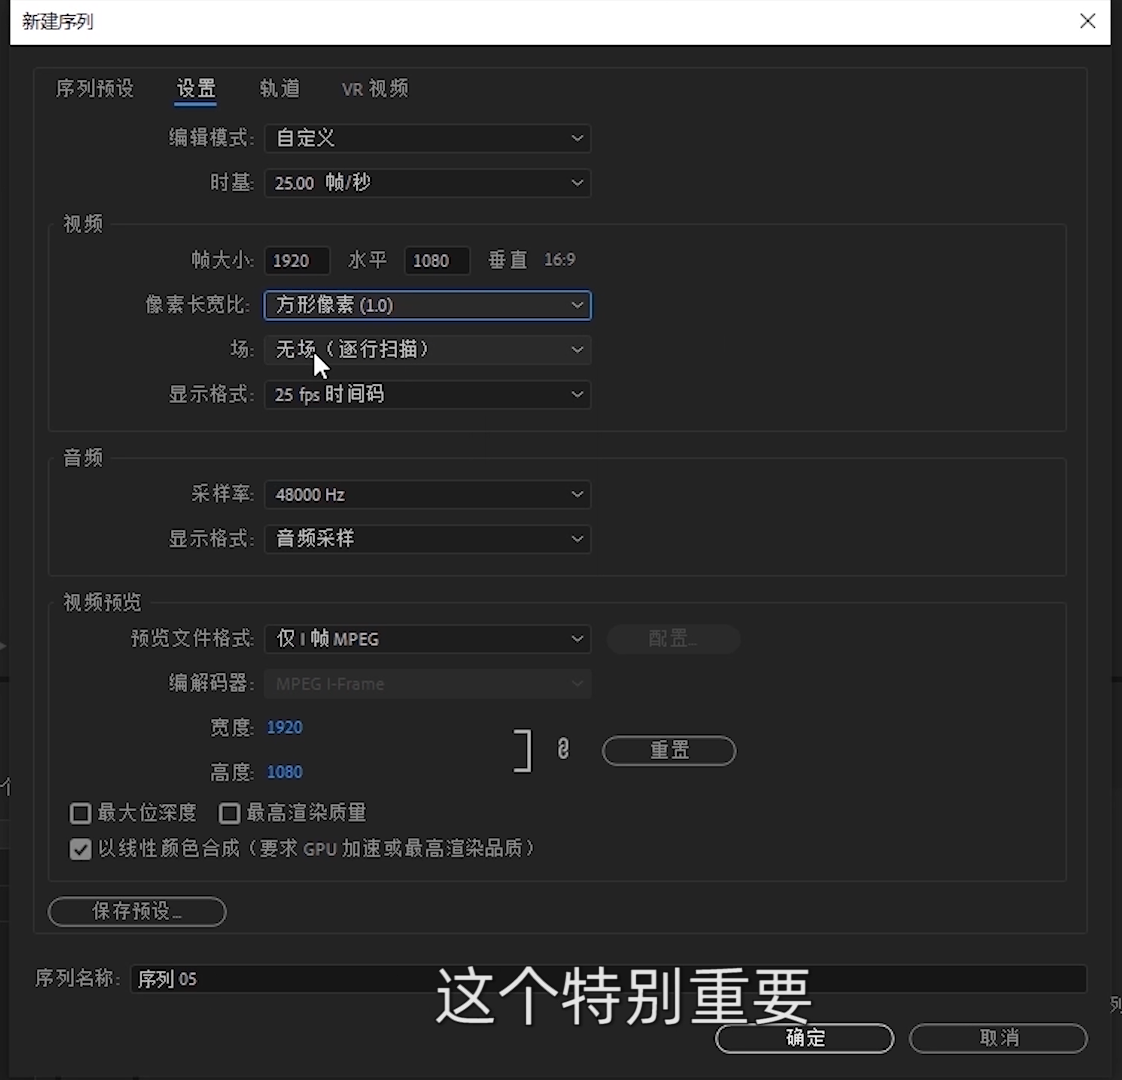 新建序列
序列预设 设置 轨道 VR 视频
编辑模式: 自定义
时基: 25.00 帧/秒
视频
帧大小: 1920 水平 1080 垂直 16:9
像素长宽比: 方形像素 (1.0)
场: 无场（逐行扫描）
显示格式: 25 fps 时间码
音频
采样率: 48000 Hz
显示格式: 音频采样
视频预览
预览文件格式: 仅 I 帧 MPEG 配置...
编解码器: MPEG I-Frame
宽度: 1920
高度: 1080
重置
最大位深度 最高渲染质量
以线性颜色合成（要求 GPU 加速或最高渲染品质）
保存预设...
序列名称: 序列 05
这个特别重要
确定 取消